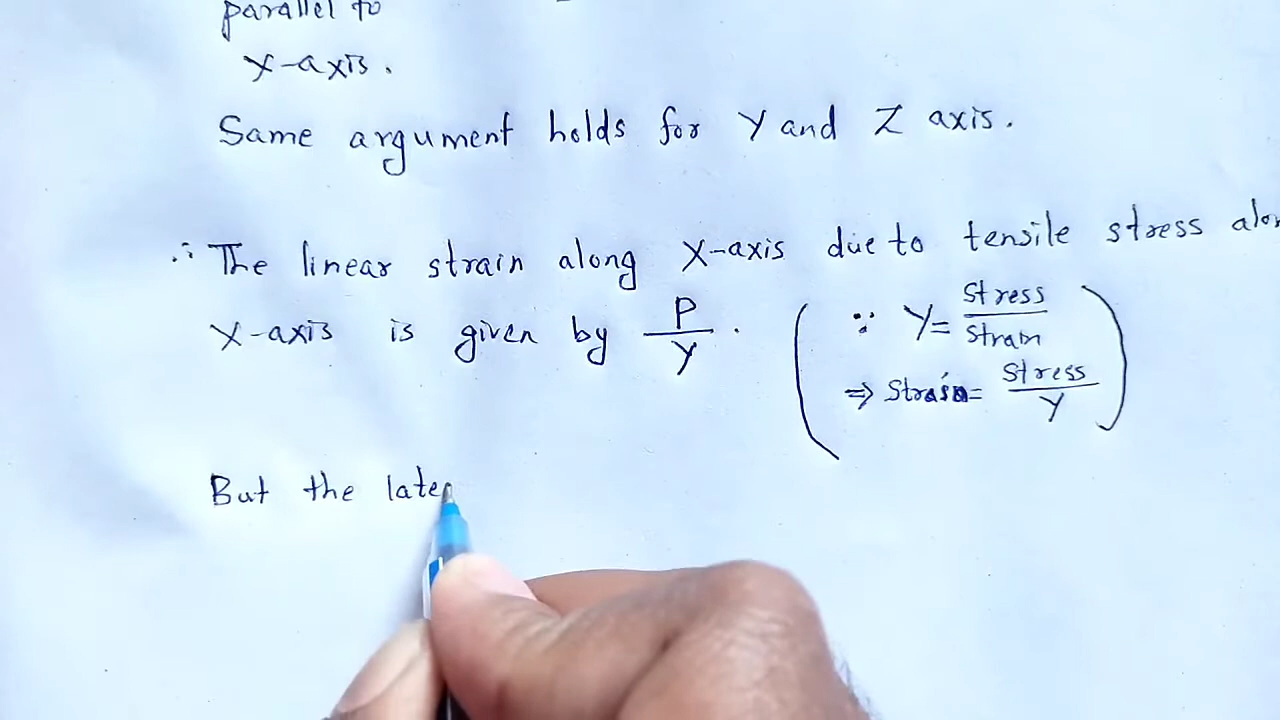 parallel to
X-axis.
Same argument holds for Y and Z axis.
∴ The linear strain along X-axis due to tensile stress alon
X-axis is given by P/Y. (∵ Y = Stress/Strain
⇒ Strain = Stress/Y)
But the late